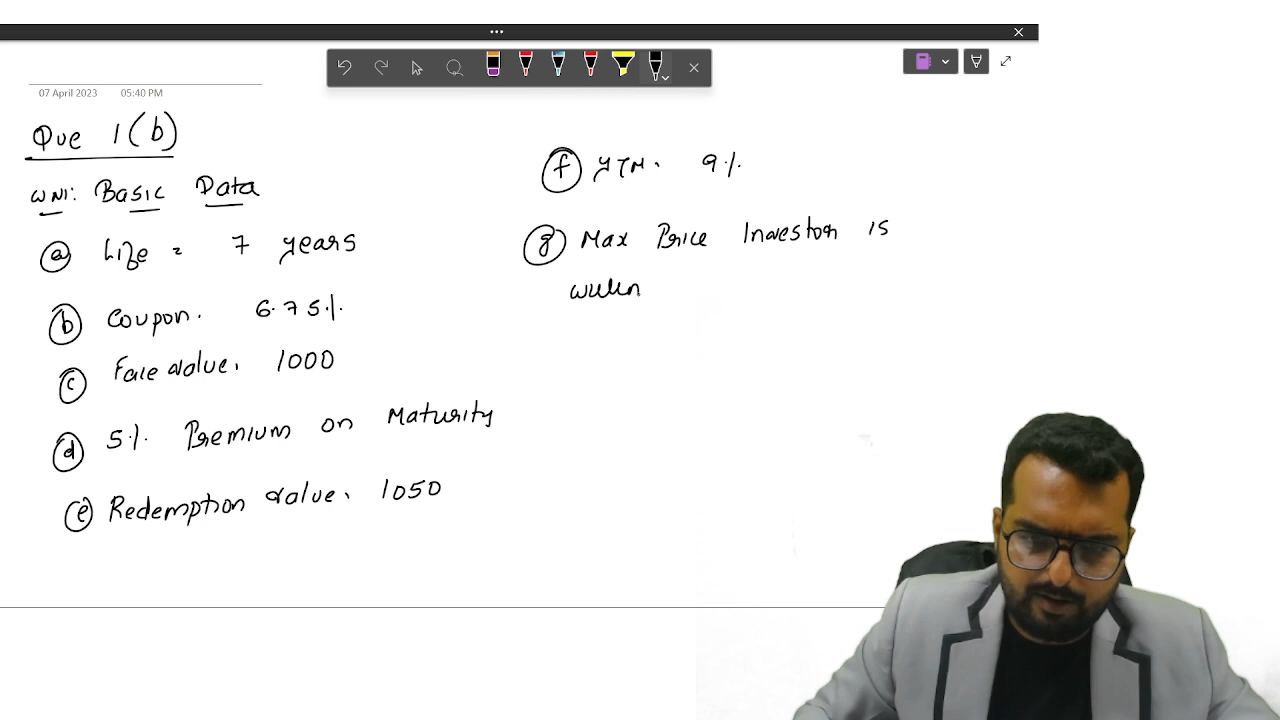 07 April 2023 05:40 PM
Que 1(b)
WN1: Basic Data
(a) Life = 7 years
(b) Coupon. 6.75%.
(c) Face value. 1000
(d) 5%. Premium on Maturity
(e) Redemption value. 1050
(f) YTM. 9%.
(g) Max Price Investor is